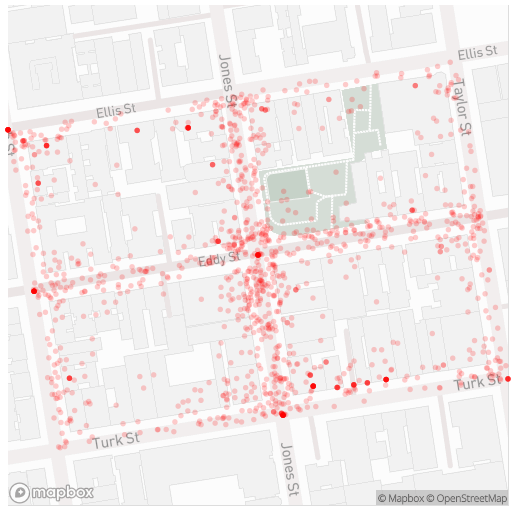 Ellis St
Jones St
Ellis St
Taylor St
St
Eddy St
Turk St
Turk St
Jones St
mapbox
© Mapbox © OpenStreetMap